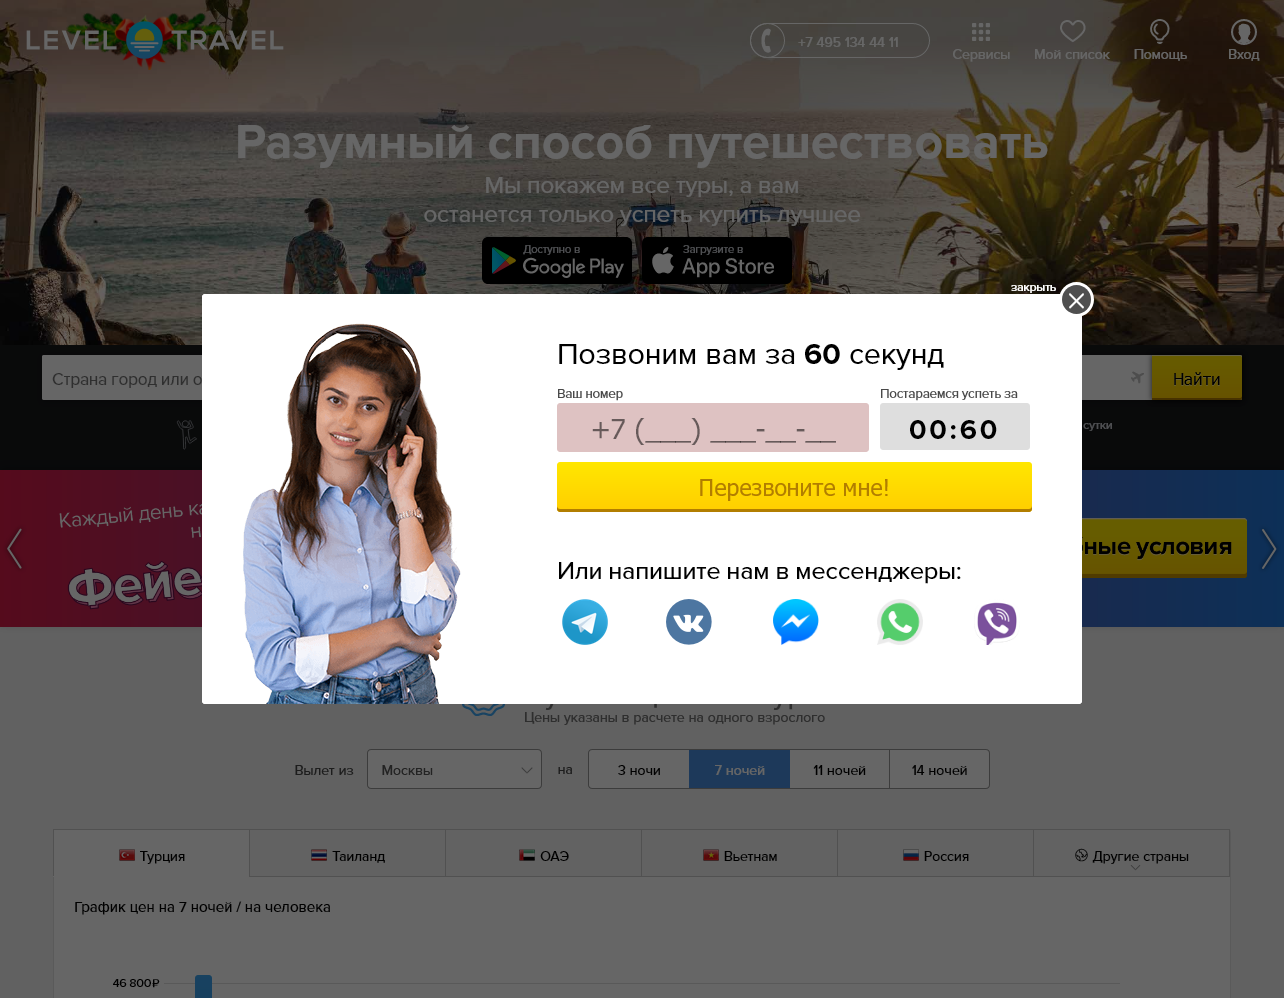 LEVEL TRAVEL
+7 495 134 44 11
Сервисы
Мой список
Помощь
Вход
Разумный способ путешествовать
Мы покажем все туры, а вам
останется только успеть купить лучшее
Доступно в
Google Play
Загрузите в
App Store
закрыть
Страна город или о
Найти
сутки
Позвоним вам за 60 секунд
Ваш номер
Постараемся успеть за
+7 (___) ___-__-__
00:60
Перезвоните мне!
Или напишите нам в мессенджеры:
Каждый день ка
н
Фейе
ные условия
Цены указаны в расчете на одного взрослого
Вылет из
Москвы
на
3 ночи
7 ночей
11 ночей
14 ночей
Турция
Таиланд
ОАЭ
Вьетнам
Россия
Другие страны
График цен на 7 ночей / на человека
46 800₽